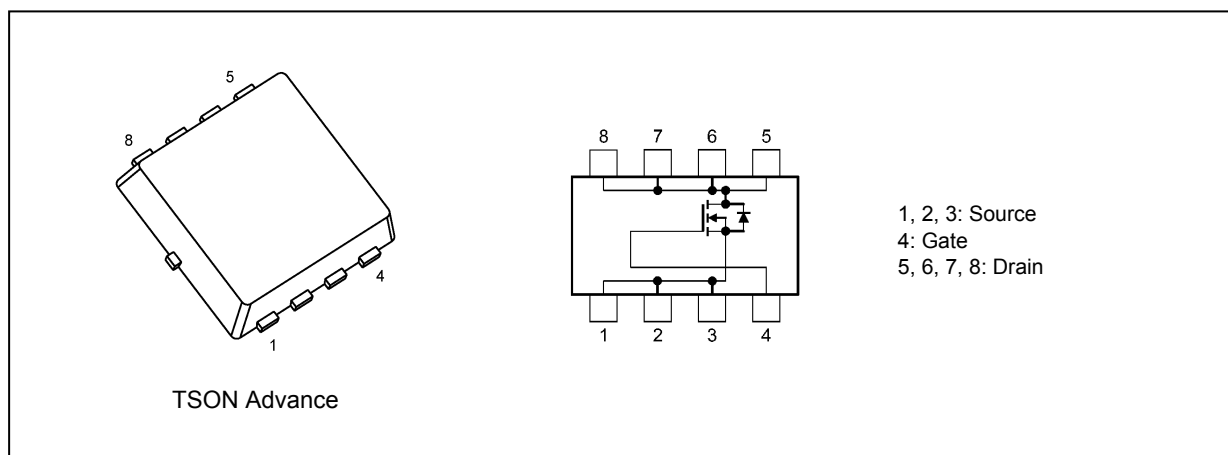 5
8
4
1
TSON Advance
8 7 6 5
1 2 3 4
1, 2, 3: Source
4: Gate
5, 6, 7, 8: Drain